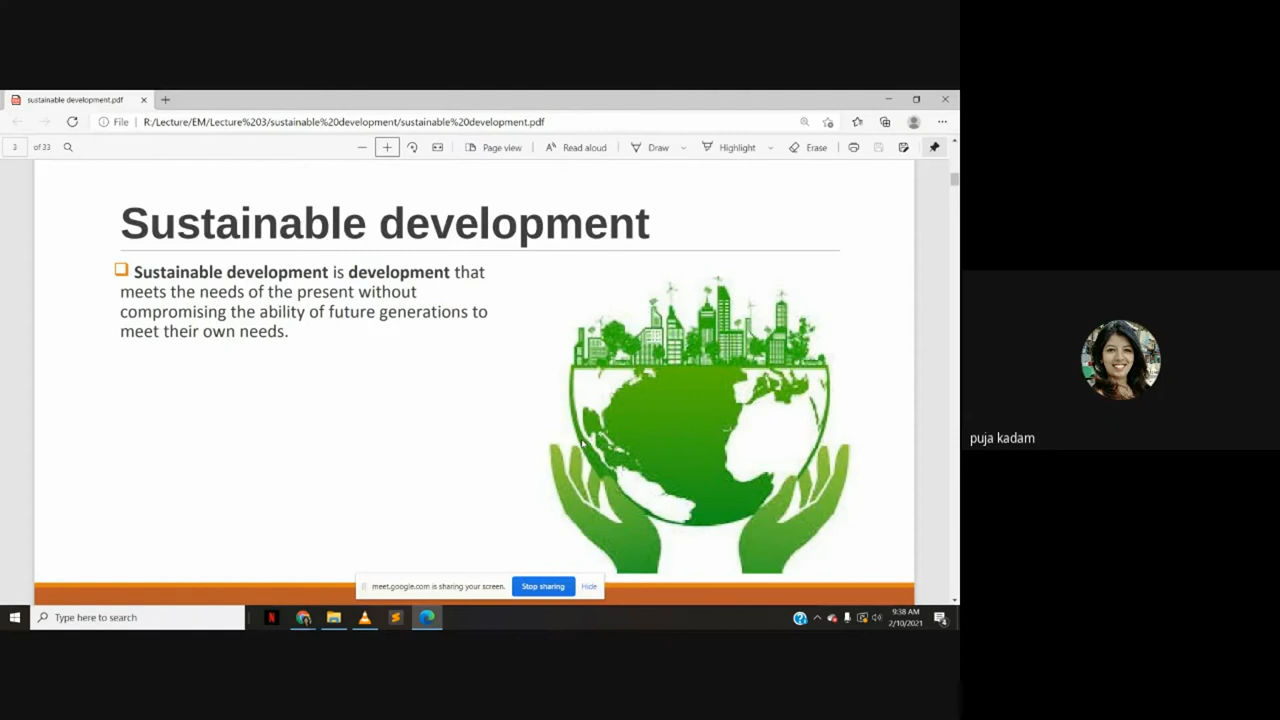 sustainable development.pdf
File R:/Lecture/EM/Lecture%203/sustainable%20development/sustainable%20development.pdf
3 of 33 Page view Read aloud Draw Highlight Erase
Sustainable development
Sustainable development is development that
meets the needs of the present without
compromising the ability of future generations to
meet their own needs.
puja kadam
meet.google.com is sharing your screen. Stop sharing Hide
Type here to search
9:38 AM
2/10/2021